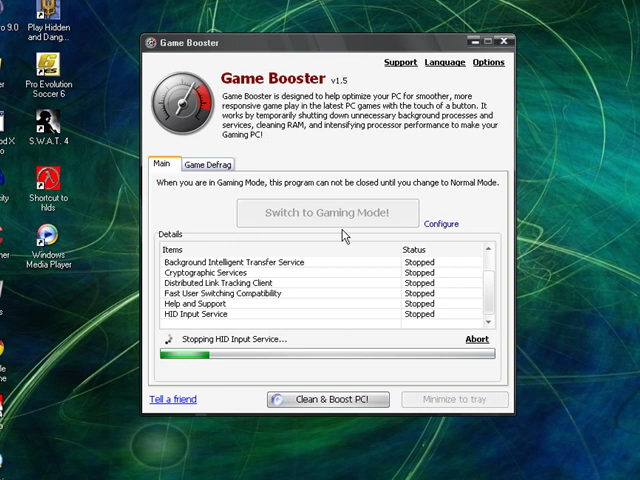 o 9.0
Play Hidden
and Dang...
Pro Evolution
Soccer 6
S.W.A.T. 4
Shortcut to
hlds
Windows
Media Player
Game Booster
Support
Language
Options
Game Booster v1.5
Game Booster is designed to help optimize your PC for smoother, more
responsive game play in the latest PC games with the touch of a button. It
works by temporarily shutting down unnecessary background processes and
services, cleaning RAM, and intensifying processor performance to make your
Gaming PC!
Main
Game Defrag
When you are in Gaming Mode, this program can not be closed until you change to Normal Mode.
Switch to Gaming Mode!
Configure
Details
Items Status
Background Intelligent Transfer Service Stopped
Cryptographic Services Stopped
Distributed Link Tracking Client Stopped
Fast User Switching Compatibility Stopped
Help and Support Stopped
HID Input Service Stopped
Stopping HID Input Service...
Abort
Tell a friend
Clean & Boost PC!
Minimize to tray